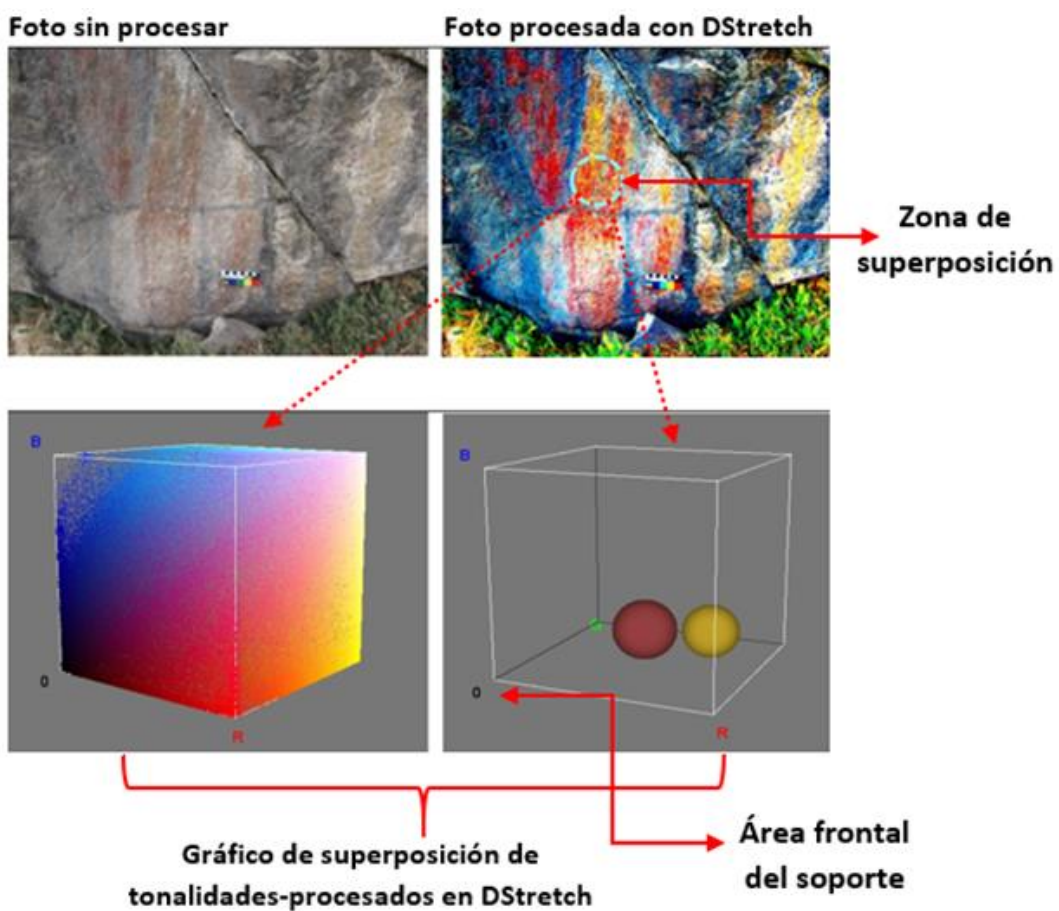 Foto sin procesar
Foto procesada con DStretch
Zona de
superposición
B
0
R
B
0
R
Gráfico de superposición de
tonalidades-procesados en DStretch
Área frontal
del soporte